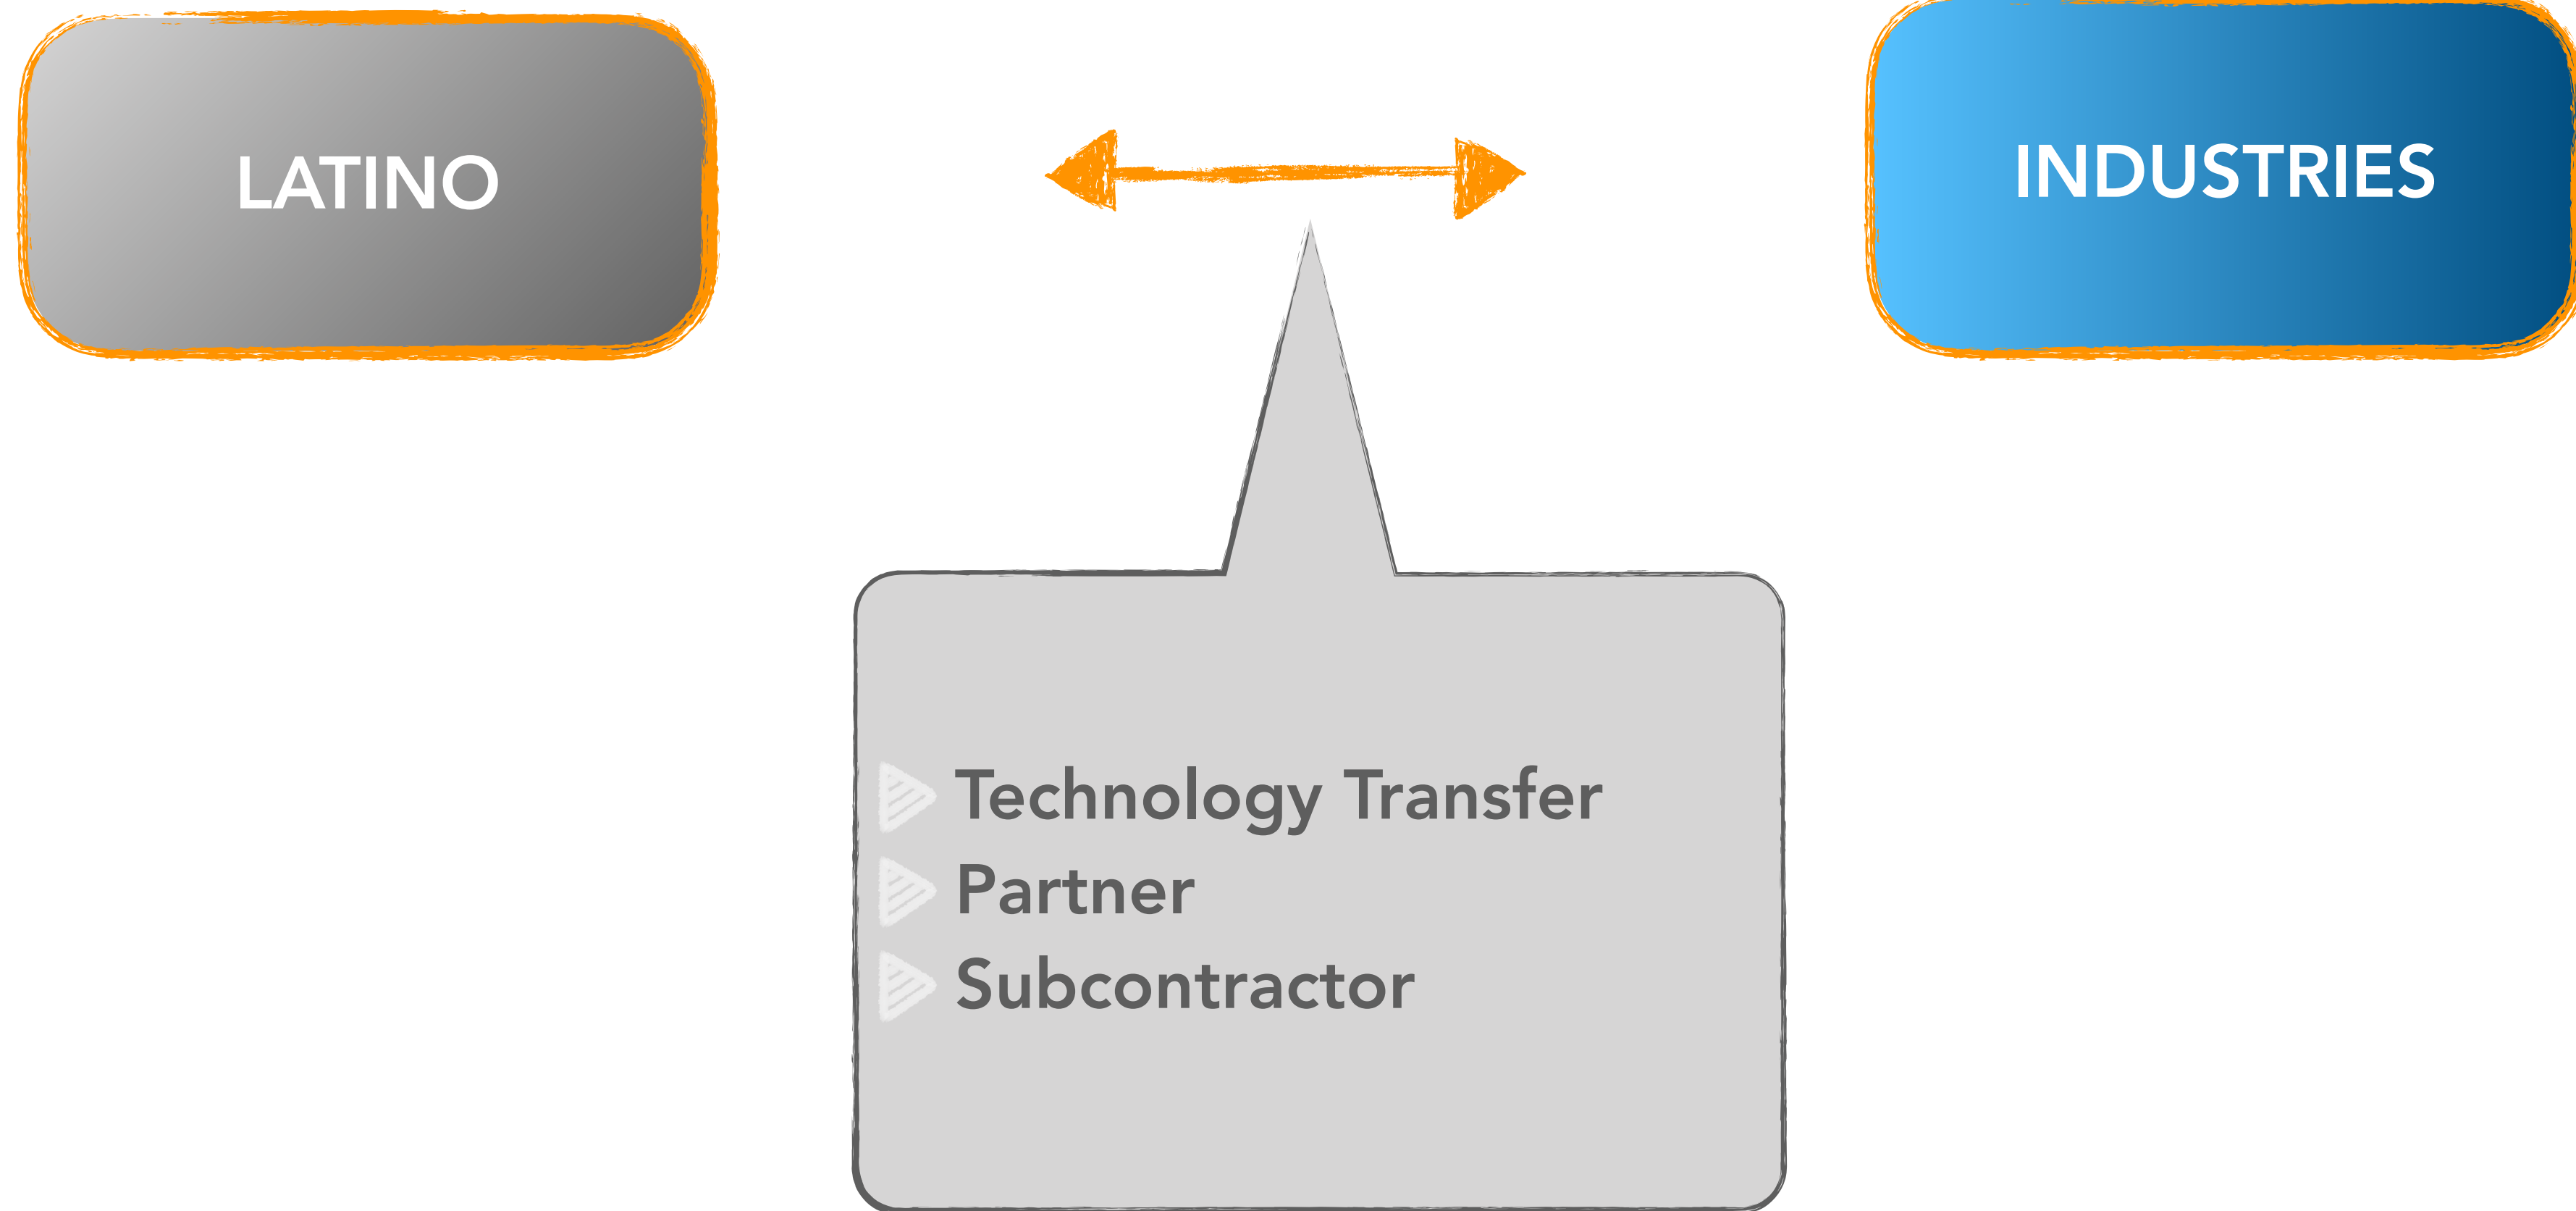 LATINO
INDUSTRIES
Technology Transfer
Partner
Subcontractor